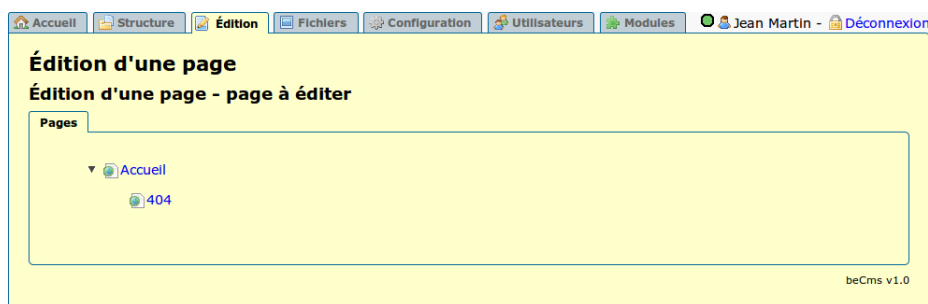 Accueil Structure Édition Fichiers Configuration Utilisateurs Modules Jean Martin - Déconnexion
Édition d'une page
Édition d'une page - page à éditer
Pages
Accueil
404
beCms v1.0